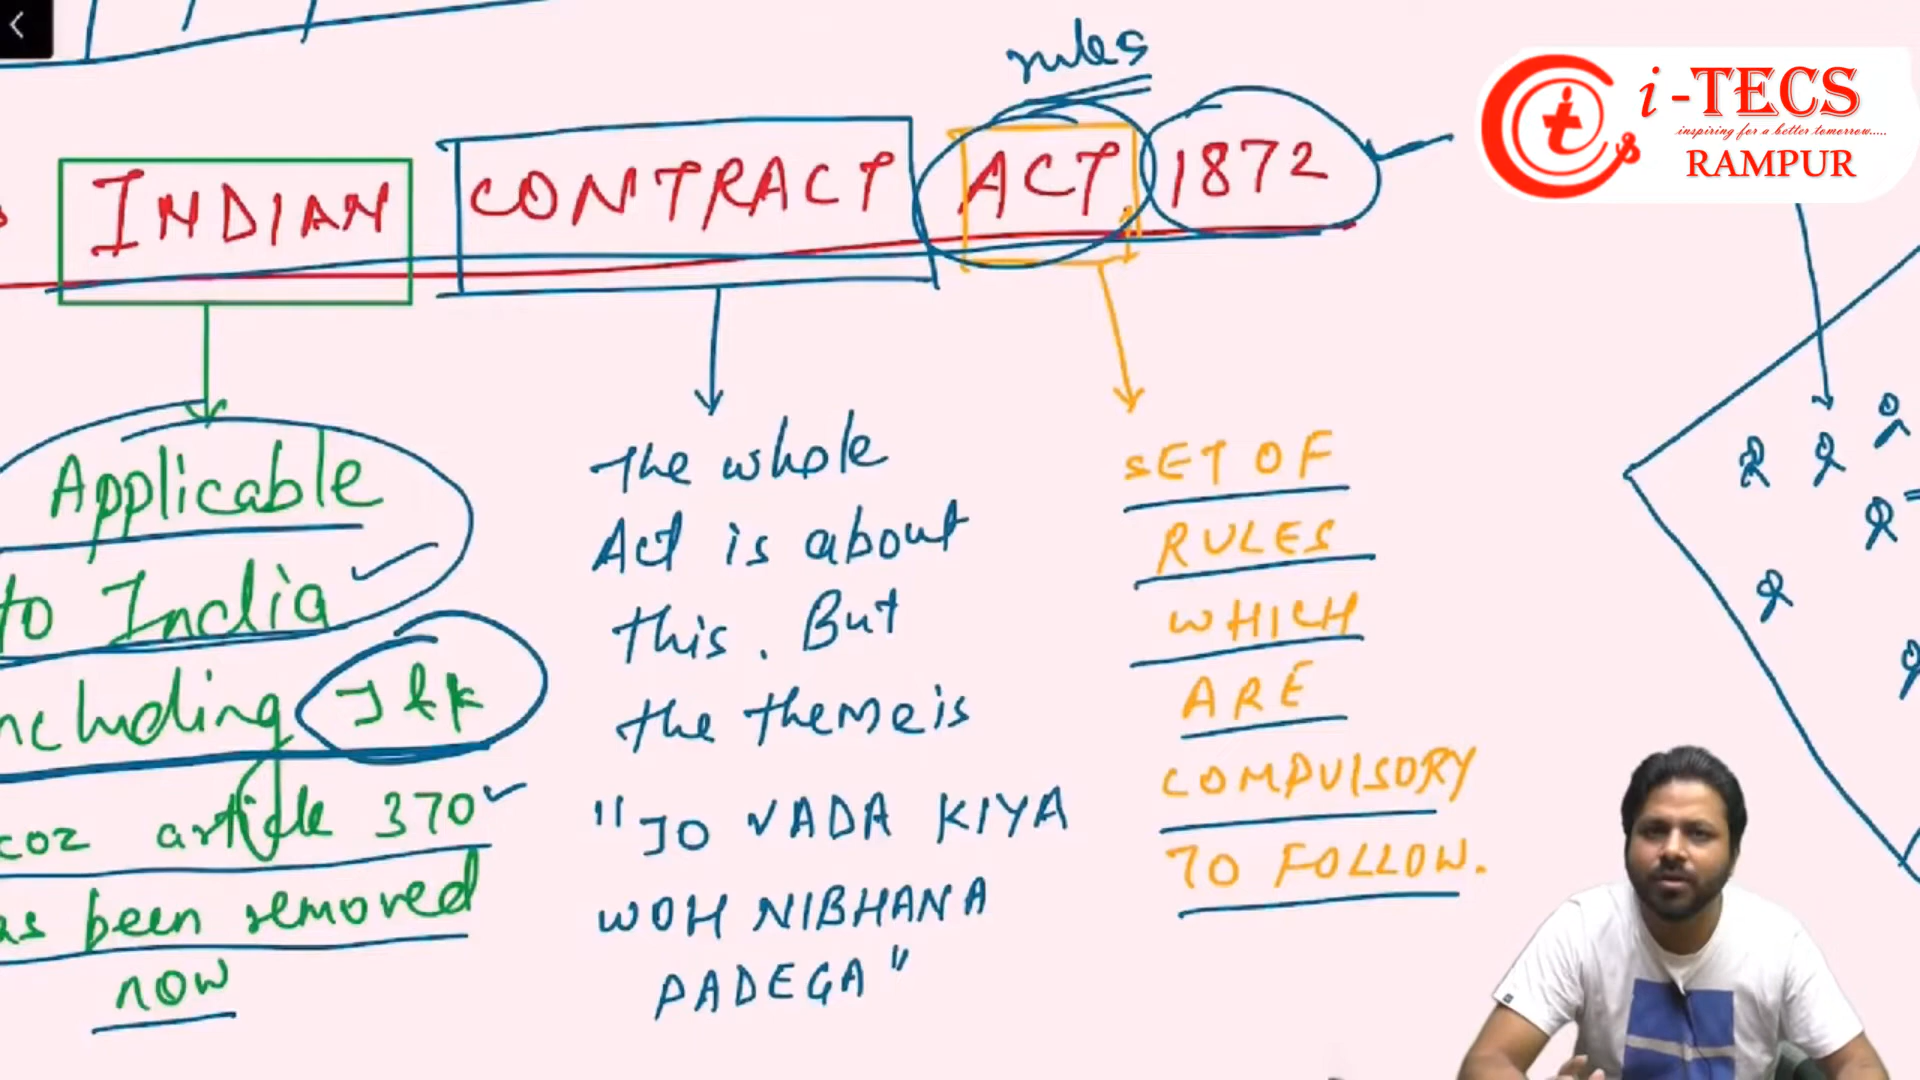 rules
INDIAN CONTRACT ACT 1872
i-TECS
inspiring for a better tomorrow.....
RAMPUR
Applicable
to India
including J&K
coz article 370
has been removed
now
The whole
Act is about
this. But
the theme is
"JO VADA KIYA
WOH NIBHANA
PADEGA"
SET OF
RULES
WHICH
ARE
COMPULSORY
TO FOLLOW.